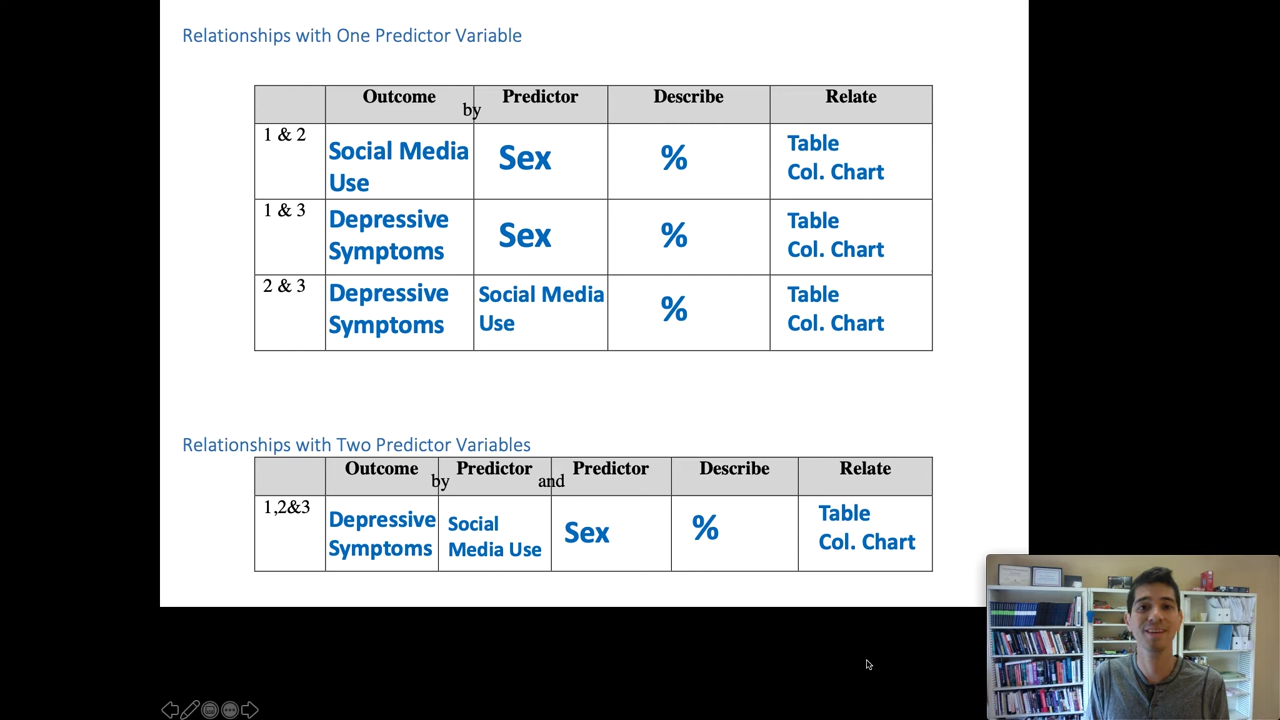 Relationships with One Predictor Variable
Outcome by Predictor Describe Relate
1 & 2 Social Media Use Sex % Table Col. Chart
1 & 3 Depressive Symptoms Sex % Table Col. Chart
2 & 3 Depressive Symptoms Social Media Use % Table Col. Chart
Relationships with Two Predictor Variables
Outcome by Predictor and Predictor Describe Relate
1,2&3 Depressive Symptoms Social Media Use Sex % Table Col. Chart